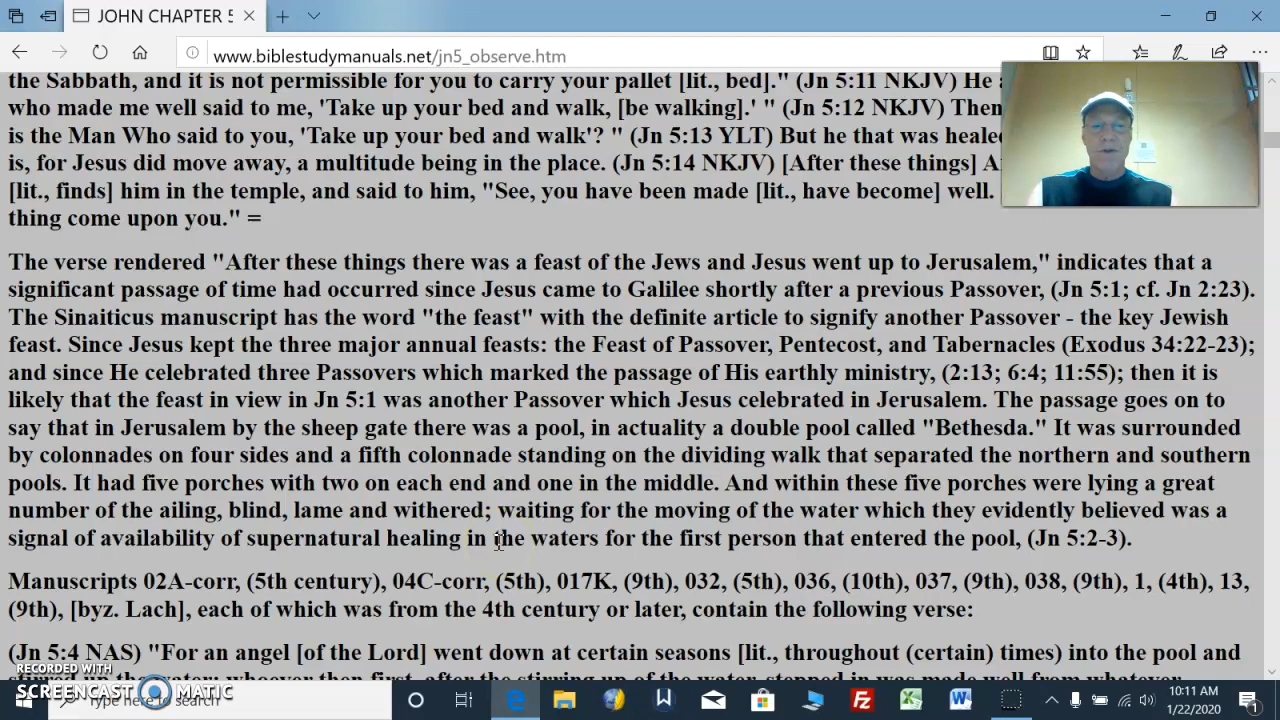 JOHN CHAPTER 5
www.biblestudymanuals.net/jn5_observe.htm
the Sabbath, and it is not permissible for you to carry your pallet [lit., bed]." (Jn 5:11 NKJV) He
who made me well said to me, 'Take up your bed and walk, [be walking].' " (Jn 5:12 NKJV) Then
is the Man Who said to you, 'Take up your bed and walk'? " (Jn 5:13 YLT) But he that was healed
is, for Jesus did move away, a multitude being in the place. (Jn 5:14 NKJV) [After these things]
[lit., finds] him in the temple, and said to him, "See, you have been made [lit., have become] well.
thing come upon you." =
The verse rendered "After these things there was a feast of the Jews and Jesus went up to Jerusalem," indicates that a
significant passage of time had occurred since Jesus came to Galilee shortly after a previous Passover, (Jn 5:1; cf. Jn 2:23).
The Sinaiticus manuscript has the word "the feast" with the definite article to signify another Passover - the key Jewish
feast. Since Jesus kept the three major annual feasts: the Feast of Passover, Pentecost, and Tabernacles (Exodus 34:22-23);
and since He celebrated three Passovers which marked the passage of His earthly ministry, (2:13; 6:4; 11:55); then it is
likely that the feast in view in Jn 5:1 was another Passover which Jesus celebrated in Jerusalem. The passage goes on to
say that in Jerusalem by the sheep gate there was a pool, in actuality a double pool called "Bethesda." It was surrounded
by colonnades on four sides and a fifth colonnade standing on the dividing walk that separated the northern and southern
pools. It had five porches with two on each end and one in the middle. And within these five porches were lying a great
number of the ailing, blind, lame and withered; waiting for the moving of the water which they evidently believed was a
signal of availability of supernatural healing in the waters for the first person that entered the pool, (Jn 5:2-3).
Manuscripts 02A-corr, (5th century), 04C-corr, (5th), 017K, (9th), 032, (5th), 036, (10th), 037, (9th), 038, (9th), 1, (4th), 13,
(9th), [byz. Lach], each of which was from the 4th century or later, contain the following verse:
(Jn 5:4 NAS) "For an angel [of the Lord] went down at certain seasons [lit., throughout (certain) times) into the pool and
RECORDED WITH
SCREENCAST MATIC
Type here to search
10:11 AM
1/22/2020